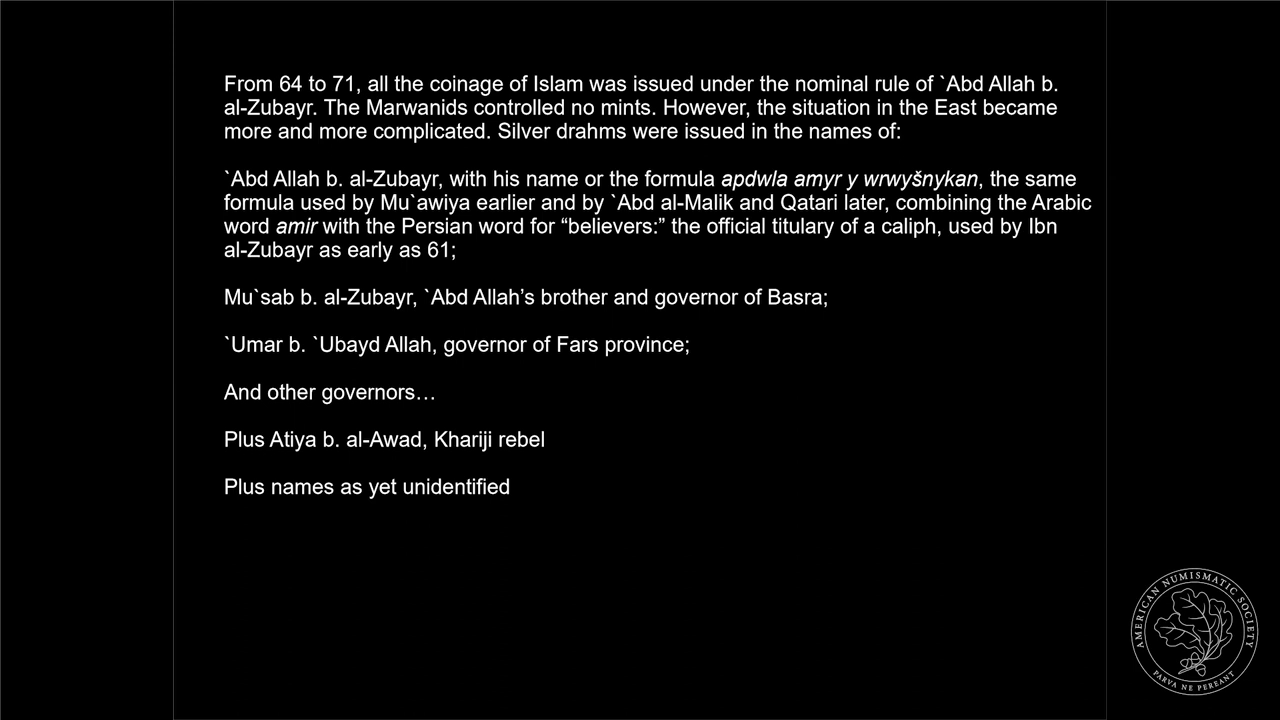 From 64 to 71, all the coinage of Islam was issued under the nominal rule of `Abd Allah b.
al-Zubayr. The Marwanids controlled no mints. However, the situation in the East became
more and more complicated. Silver drahms were issued in the names of:
`Abd Allah b. al-Zubayr, with his name or the formula apdwla amyr y wrwyšnykan, the same
formula used by Mu`awiya earlier and by `Abd al-Malik and Qatari later, combining the Arabic
word amir with the Persian word for “believers:” the official titulary of a caliph, used by Ibn
al-Zubayr as early as 61;
Mu`sab b. al-Zubayr, `Abd Allah’s brother and governor of Basra;
`Umar b. `Ubayd Allah, governor of Fars province;
And other governors…
Plus Atiya b. al-Awad, Khariji rebel
Plus names as yet unidentified
AMERICAN NUMISMATIC SOCIETY
PARVA NE PEREANT